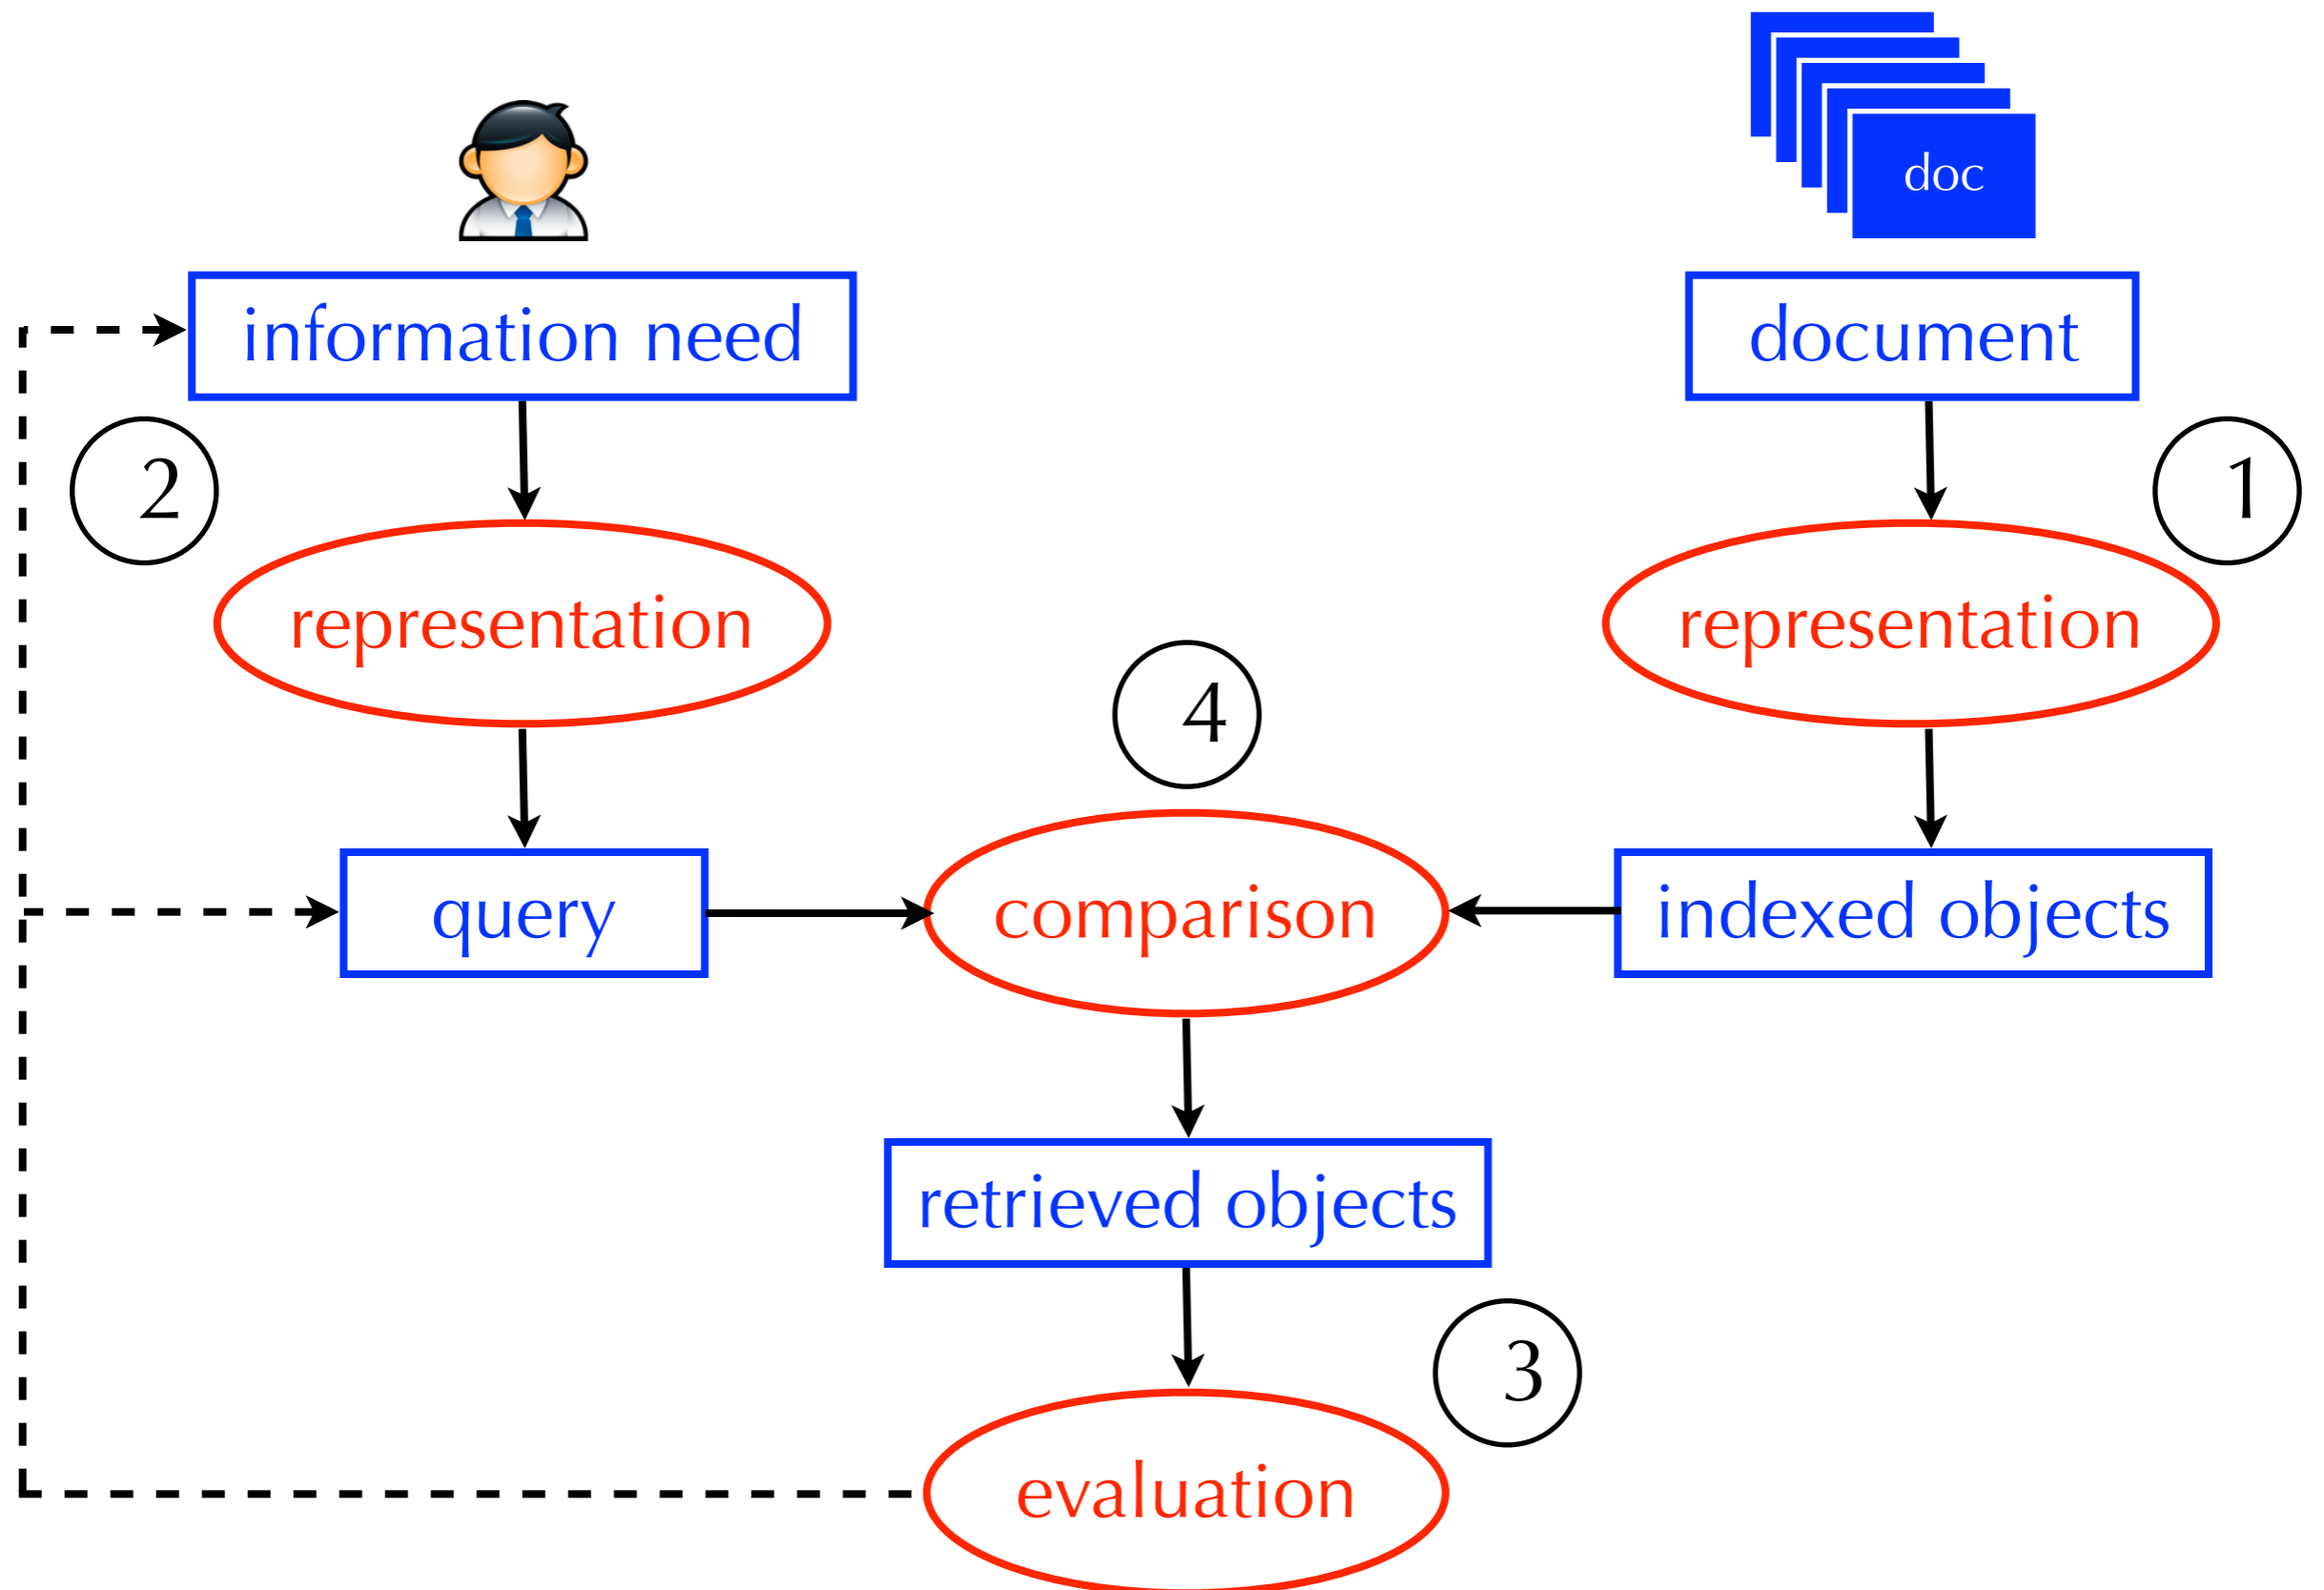 doc
information need
document
2
1
representation
representation
4
query
comparison
indexed objects
retrieved objects
3
evaluation